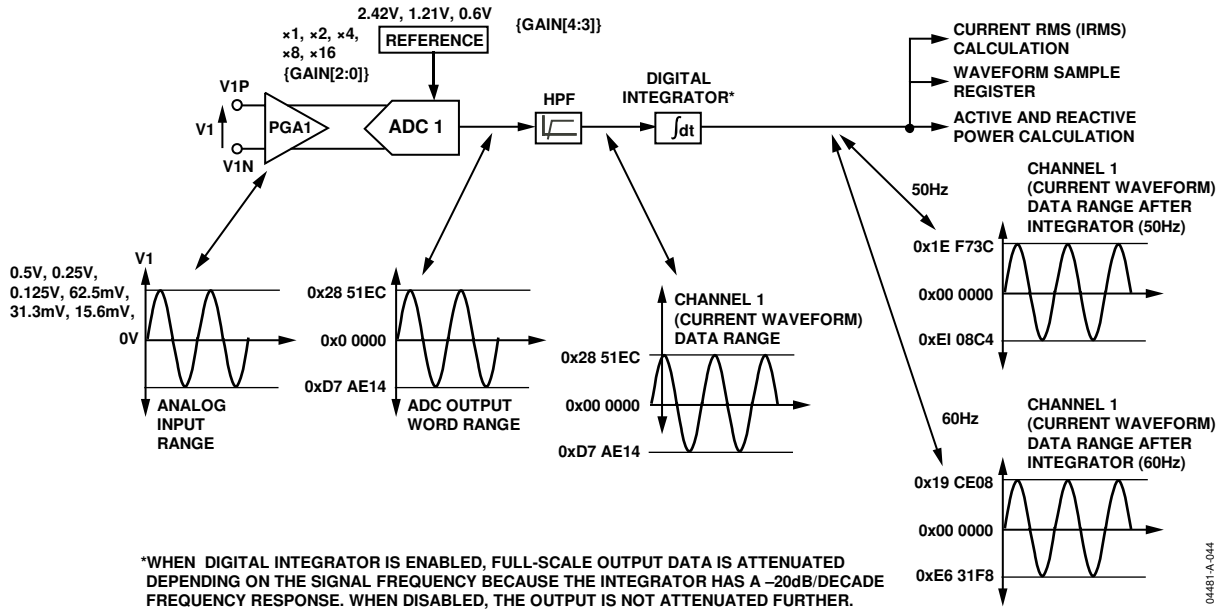 2.42V, 1.21V, 0.6V
{GAIN[4:3]}
×1, ×2, ×4,
×8, ×16
{GAIN[2:0]}
REFERENCE
V1P
V1
V1N
PGA1
ADC 1
HPF
DIGITAL
INTEGRATOR*
∫dt
CURRENT RMS (IRMS)
CALCULATION
WAVEFORM SAMPLE
REGISTER
ACTIVE AND REACTIVE
POWER CALCULATION
50Hz
CHANNEL 1
(CURRENT WAVEFORM)
DATA RANGE AFTER
INTEGRATOR (50Hz)
0x1E F73C
0x00 0000
0xEI 08C4
V1
0.5V, 0.25V,
0.125V, 62.5mV,
31.3mV, 15.6mV,
0V
ANALOG
INPUT
RANGE
0x28 51EC
0x0 0000
0xD7 AE14
ADC OUTPUT
WORD RANGE
CHANNEL 1
(CURRENT WAVEFORM)
DATA RANGE
0x28 51EC
0x00 0000
0xD7 AE14
60Hz
CHANNEL 1
(CURRENT WAVEFORM)
DATA RANGE AFTER
INTEGRATOR (60Hz)
0x19 CE08
0x00 0000
0xE6 31F8
*WHEN DIGITAL INTEGRATOR IS ENABLED, FULL-SCALE OUTPUT DATA IS ATTENUATED
DEPENDING ON THE SIGNAL FREQUENCY BECAUSE THE INTEGRATOR HAS A –20dB/DECADE
FREQUENCY RESPONSE. WHEN DISABLED, THE OUTPUT IS NOT ATTENUATED FURTHER.
04481-A-044